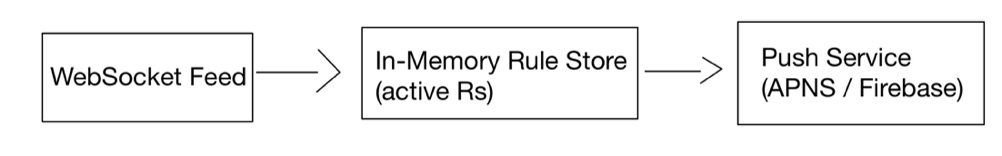 WebSocket Feed
In-Memory Rule Store
(active Rs)
Push Service
(APNS / Firebase)